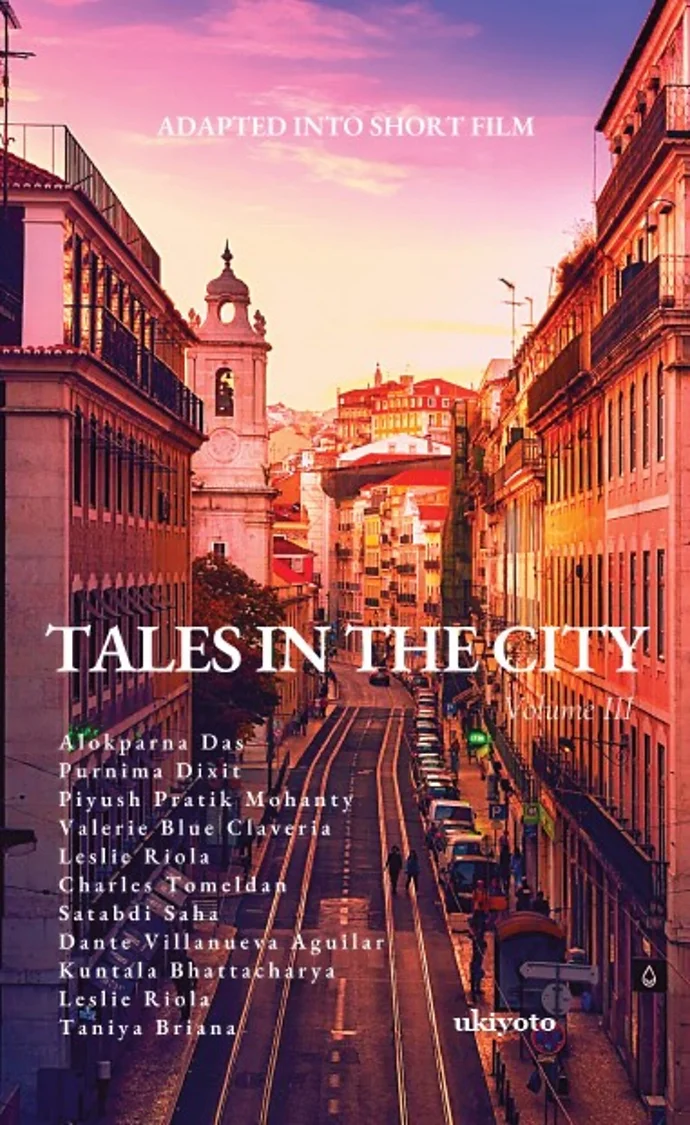 ADAPTED INTO SHORT FILM
TALES IN THE CITY
Volume III
Alokparna Das
Purnima Dixit
Piyush Pratik Mohanty
Valerie Blue Claveria
Leslie Riola
Charles Tomeldan
Satabdi Saha
Dante Villanueva Aguilar
Kuntala Bhattacharya
Leslie Riola
Taniya Briana
ukiyoto
P